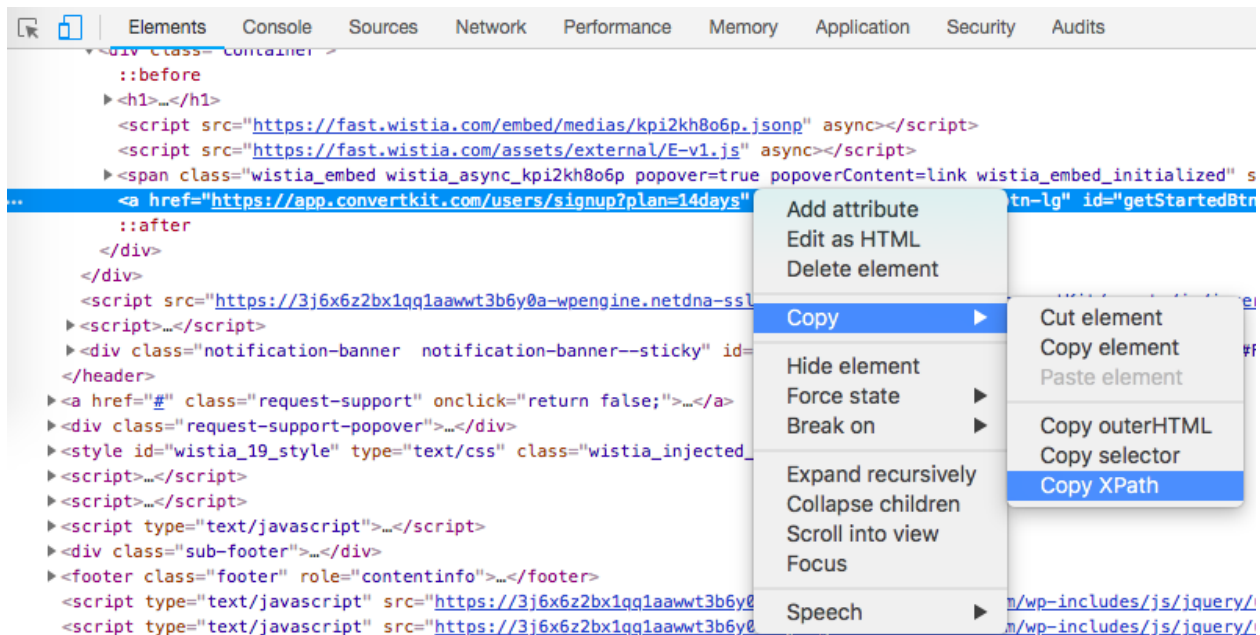 Elements Console Sources Network Performance Memory Application Security Audits
<div class="container">
::before
<h1>…</h1>
<script src="https://fast.wistia.com/embed/medias/kpi2kh8o6p.jsonp" async></script>
<script src="https://fast.wistia.com/assets/external/E-v1.js" async></script>
<span class="wistia_embed wistia_async_kpi2kh8o6p popover=true popoverContent=link wistia_embed_initialized" s
… <a href="https://app.convertkit.com/users/signup?plan=14days" tn-lg" id="getStartedBtn
::after
</div>
</div>
<script src="https://3j6x6z2bx1qq1aawwt3b6y0a-wpengine.netdna-ssl
<script>…</script>
<div class="notification-banner  notification-banner--sticky" id=
</header>
<a href="#" class="request-support" onclick="return false;">…</a>
<div class="request-support-popover">…</div>
<style id="wistia_19_style" type="text/css" class="wistia_injected_
<script>…</script>
<script>…</script>
<script type="text/javascript">…</script>
<div class="sub-footer">…</div>
<footer class="footer" role="contentinfo">…</footer>
<script type="text/javascript" src="https://3j6x6z2bx1qq1aawwt3b6y0 m/wp-includes/js/jquery/
<script type="text/javascript" src="https://3j6x6z2bx1qq1aawwt3b6y0 m/wp-includes/js/jquery/
Add attribute
Edit as HTML
Delete element
Copy
Hide element
Force state
Break on
Expand recursively
Collapse children
Scroll into view
Focus
Speech
Cut element
Copy element
Paste element
Copy outerHTML
Copy selector
Copy XPath